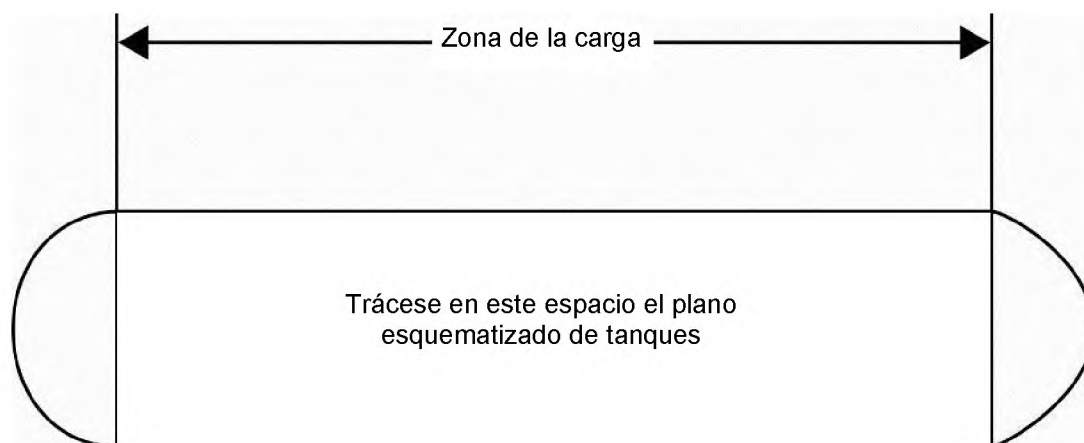 Zona de la carga
Trácese en este espacio el plano
esquematizado de tanques